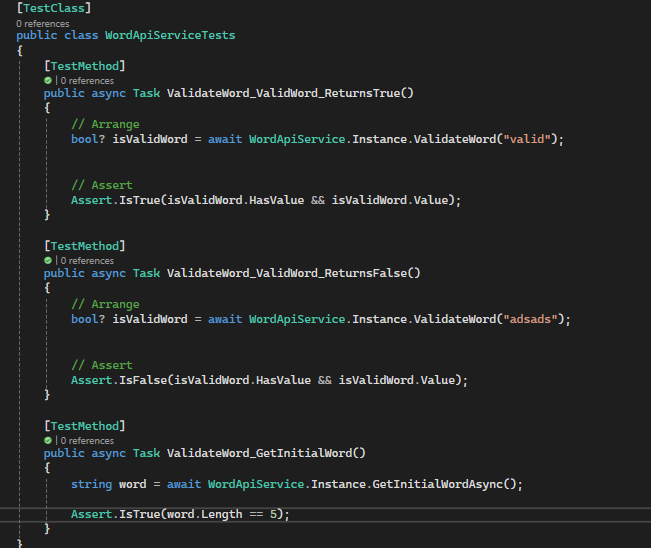 [TestClass]
0 references
public class WordApiServiceTests
{
[TestMethod]
| 0 references
public async Task ValidateWord_ValidWord_ReturnsTrue()
{
// Arrange
bool? isValidWord = await WordApiService.Instance.ValidateWord("valid");
// Assert
Assert.IsTrue(isValidWord.HasValue && isValidWord.Value);
}
[TestMethod]
| 0 references
public async Task ValidateWord_ValidWord_ReturnsFalse()
{
// Arrange
bool? isValidWord = await WordApiService.Instance.ValidateWord("adsads");
// Assert
Assert.IsFalse(isValidWord.HasValue && isValidWord.Value);
}
[TestMethod]
| 0 references
public async Task ValidateWord_GetInitialWord()
{
string word = await WordApiService.Instance.GetInitialWordAsync();
Assert.IsTrue(word.Length == 5);
}
}